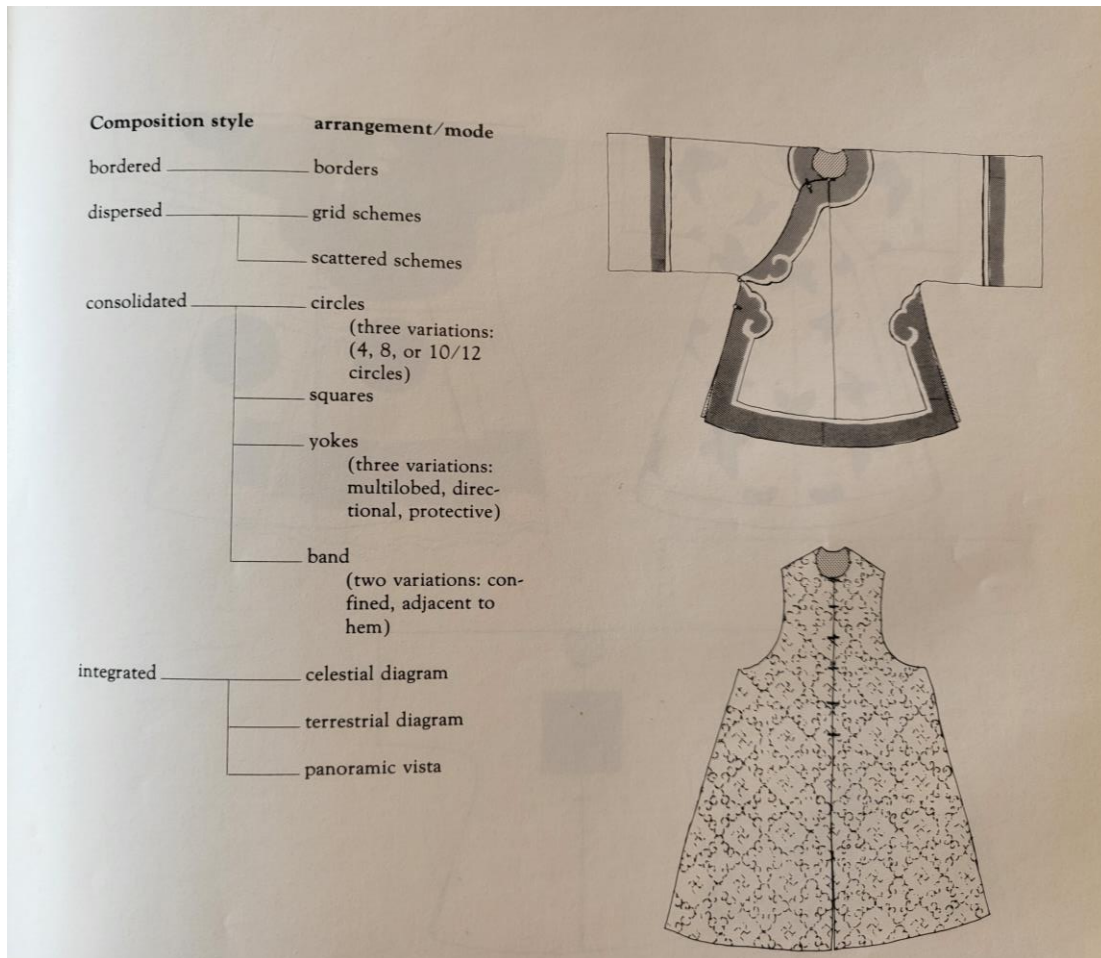 Composition style arrangement/mode
bordered borders
dispersed grid schemes
scattered schemes
consolidated circles
(three variations:
(4, 8, or 10/12
circles)
squares
yokes
(three variations:
multilobed, direc-
tional, protective)
band
(two variations: con-
fined, adjacent to
hem)
integrated celestial diagram
terrestrial diagram
panoramic vista